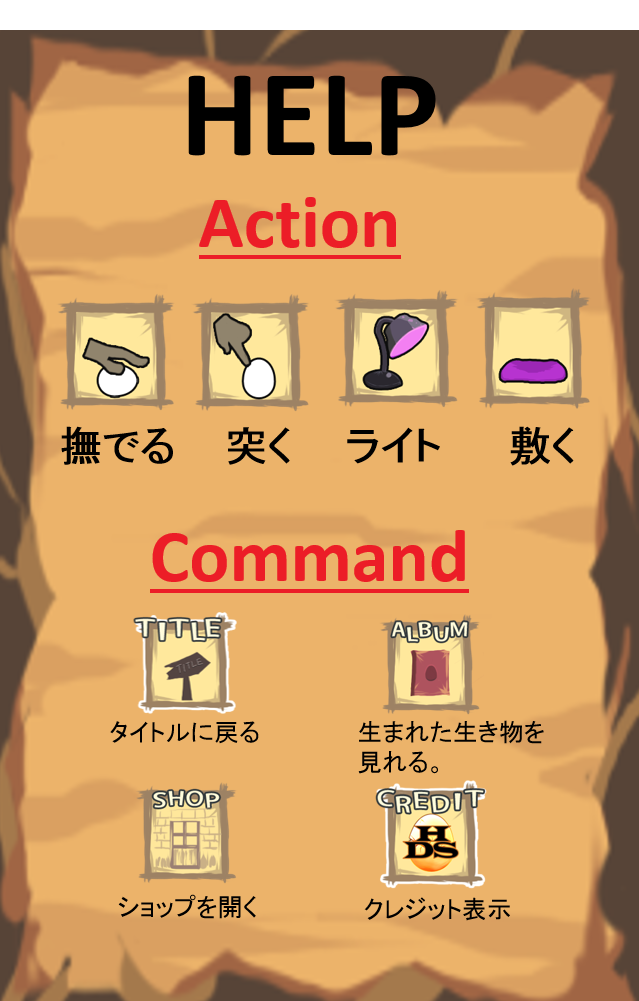 HELP
Action
撫でる 突く ライト 敷く
Command
TITLE ALBUM
TITLE
タイトルに戻る 生まれた生き物を
見れる。
SHOP CREDIT
HDS
ショップを開く クレジット表示